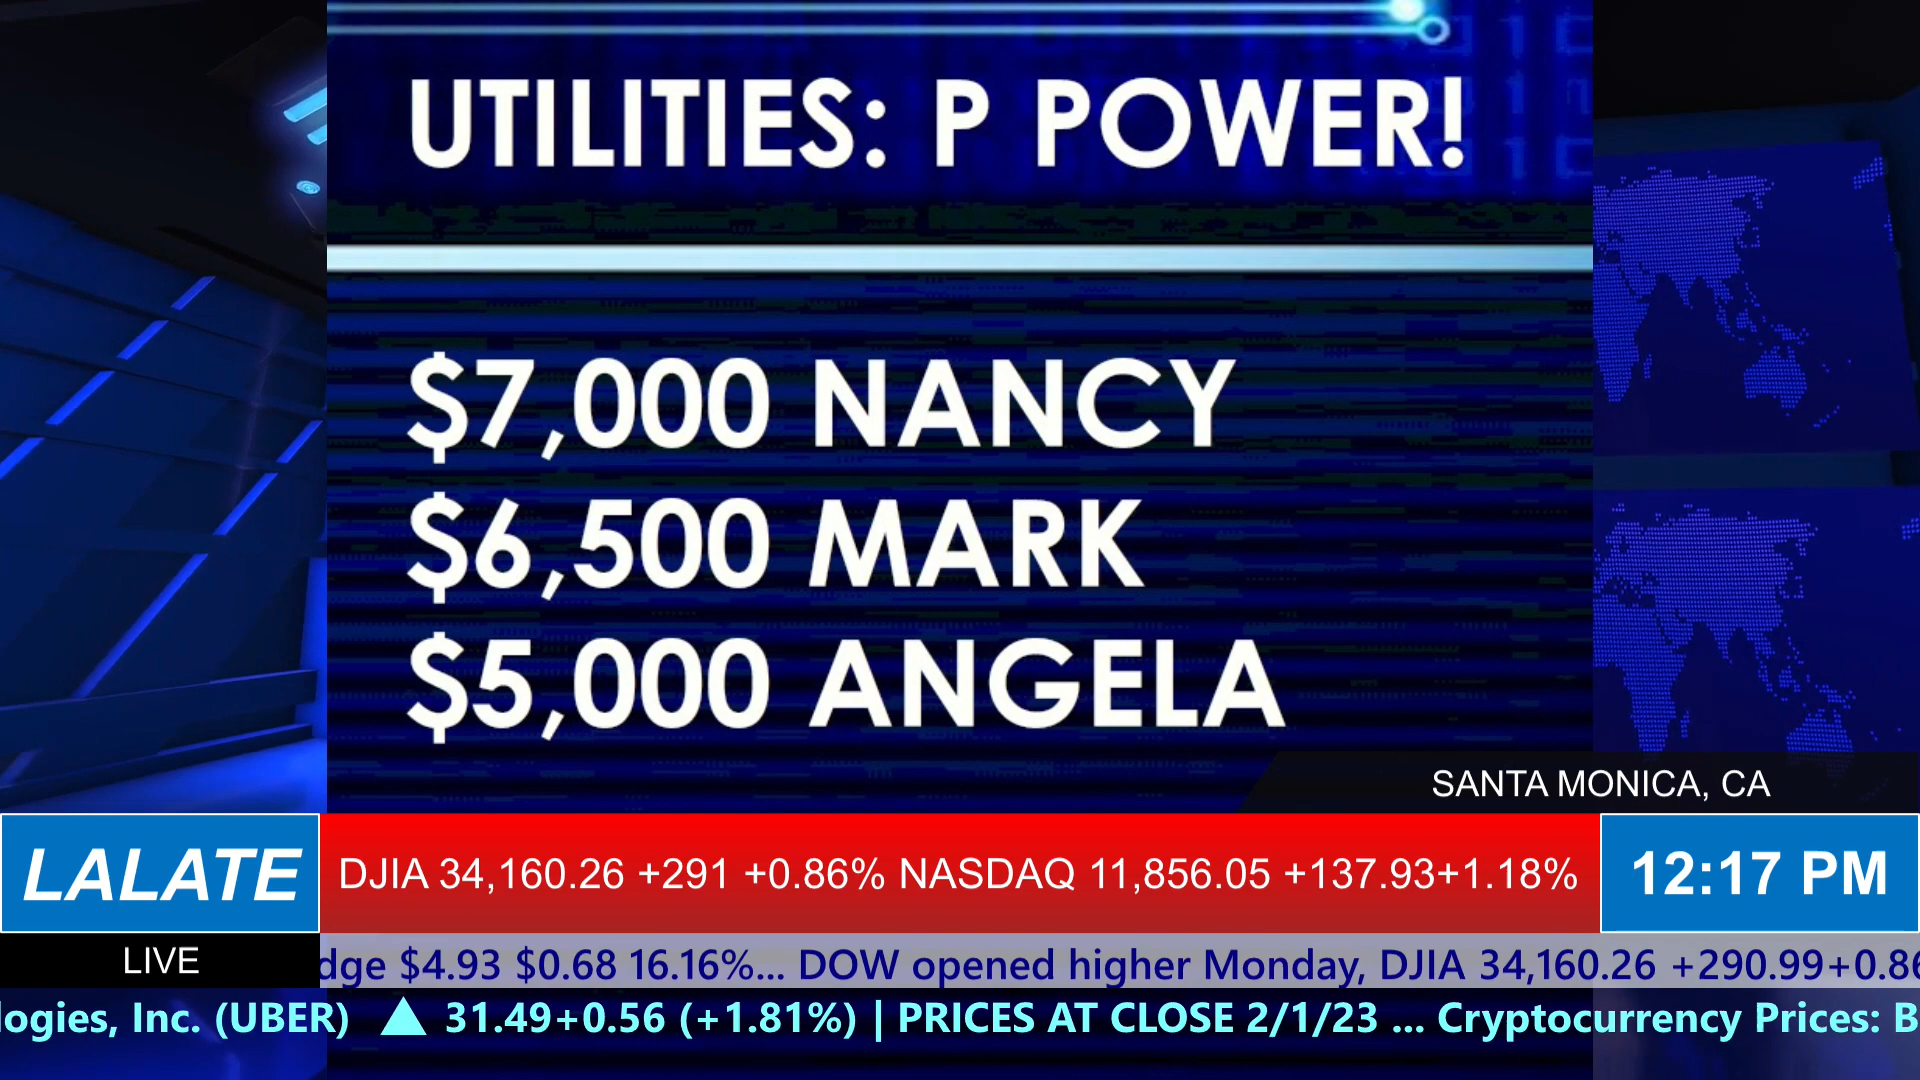 UTILITIES: P POWER!
$7,000 NANCY
$6,500 MARK
$5,000 ANGELA
SANTA MONICA, CA
LALATE
DJIA 34,160.26 +291 +0.86% NASDAQ 11,856.05 +137.93+1.18%
12:17 PM
LIVE
dge $4.93 $0.68 16.16%... DOW opened higher Monday, DJIA 34,160.26 +290.99+0.86
logies, Inc. (UBER) ▲ 31.49+0.56 (+1.81%) | PRICES AT CLOSE 2/1/23 ... Cryptocurrency Prices: B